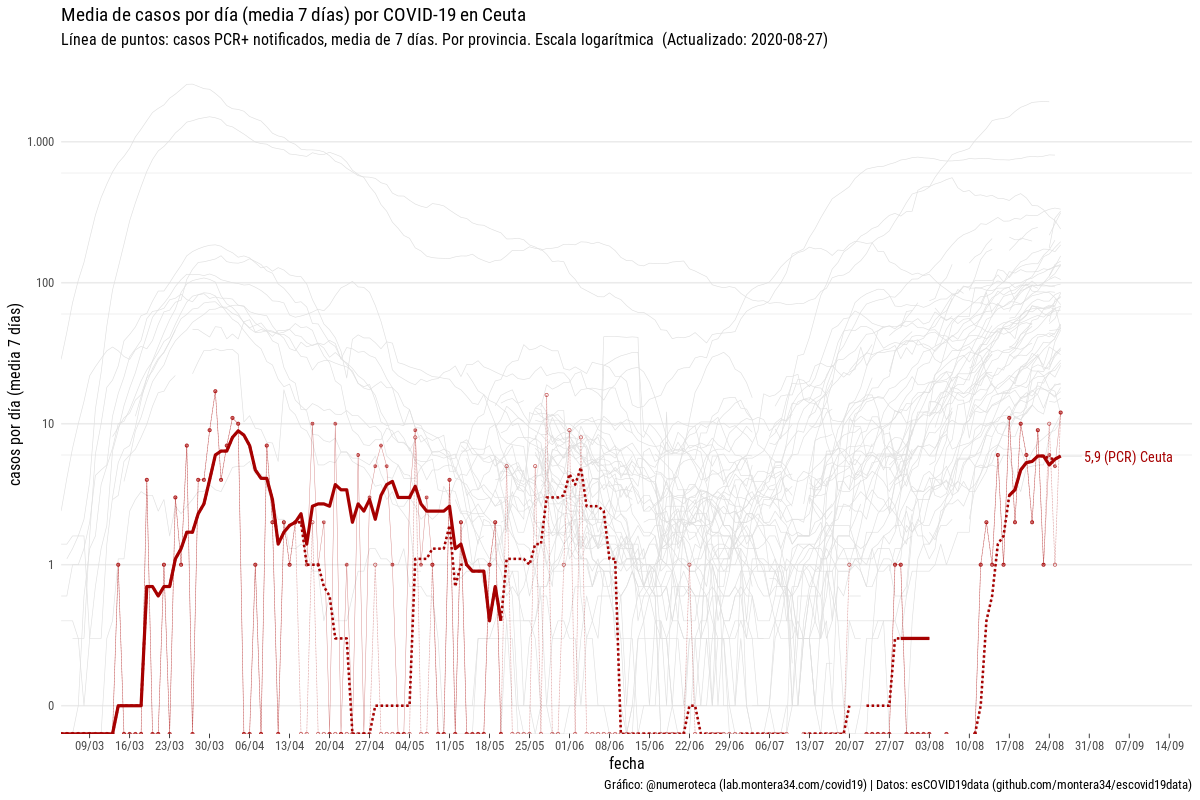 Media de casos por día (media 7 días) por COVID-19 en Ceuta
Línea de puntos: casos PCR+ notificados, media de 7 días. Por provincia. Escala logarítmica  (Actualizado: 2020-08-27)
casos por día (media 7 días)
1.000
100
10
1
0
5,9 (PCR) Ceuta
09/03 16/03 23/03 30/03 06/04 13/04 20/04 27/04 04/05 11/05 18/05 25/05 01/06 08/06 15/06 22/06 29/06 06/07 13/07 20/07 27/07 03/08 10/08 17/08 24/08 31/08 07/09 14/09
fecha
Gráfico: @numeroteca (lab.montera34.com/covid19) | Datos: esCOVID19data (github.com/montera34/escovid19data)